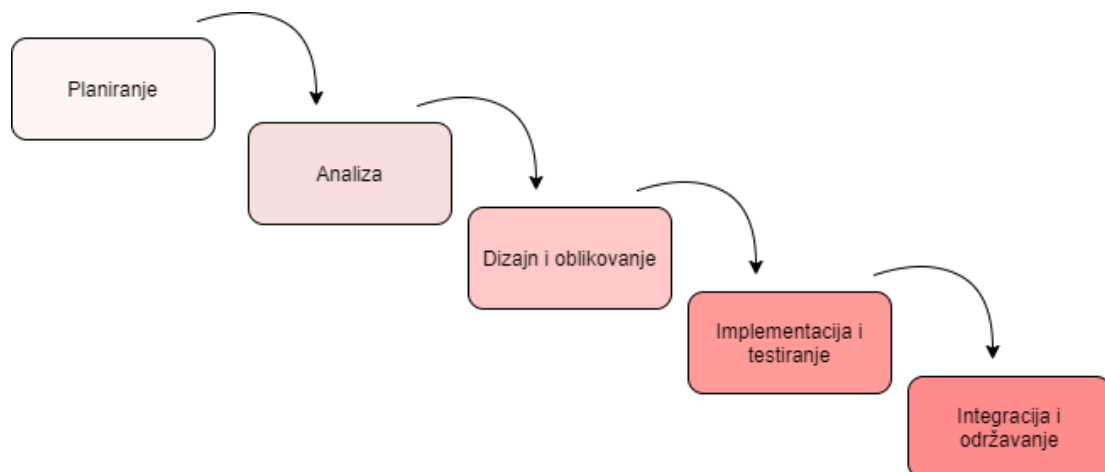 Planiranje
Analiza
Dizajn i oblikovanje
Implementacija i
testiranje
Integracija i
održavanje